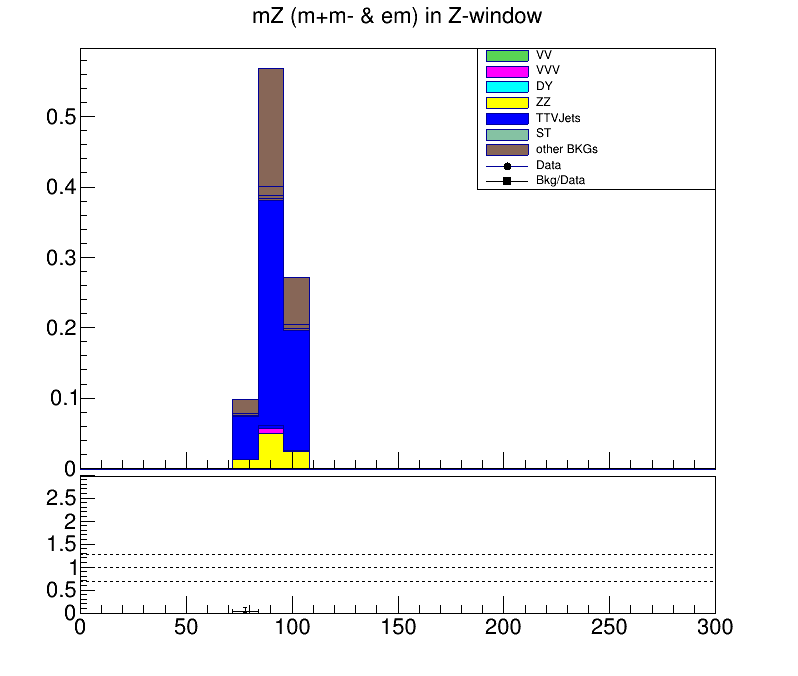 mZ (m+m- & em) in Z-window
VV
VVV
DY
ZZ
TTVJets
ST
other BKGs
Data
Bkg/Data
0.5
0.4
0.3
0.2
0.1
0
2.5
2
1.5
1
0.5
0
0 50 100 150 200 250 300